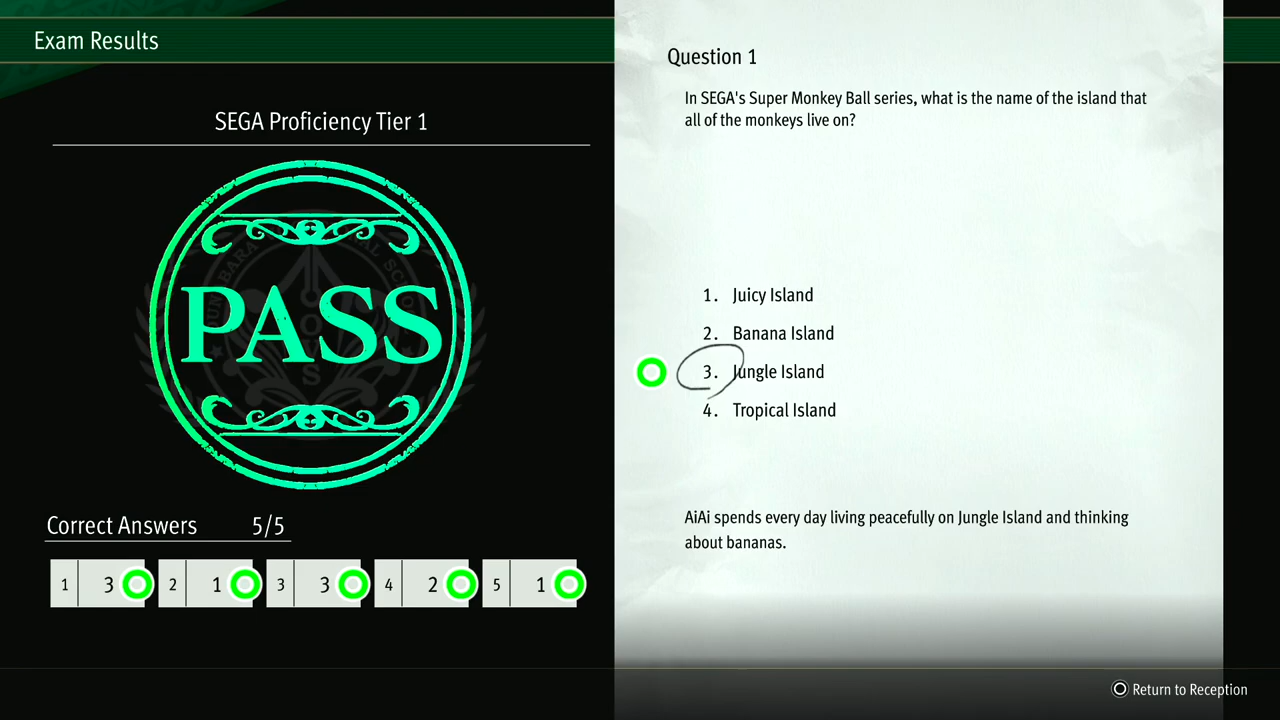 Exam Results
SEGA Proficiency Tier 1
PASS
Correct Answers 5/5
1 3 2 1 3 3 4 2 5 1
Question 1
In SEGA's Super Monkey Ball series, what is the name of the island that
all of the monkeys live on?
1. Juicy Island
2. Banana Island
3. Jungle Island
4. Tropical Island
AiAi spends every day living peacefully on Jungle Island and thinking
about bananas.
Return to Reception